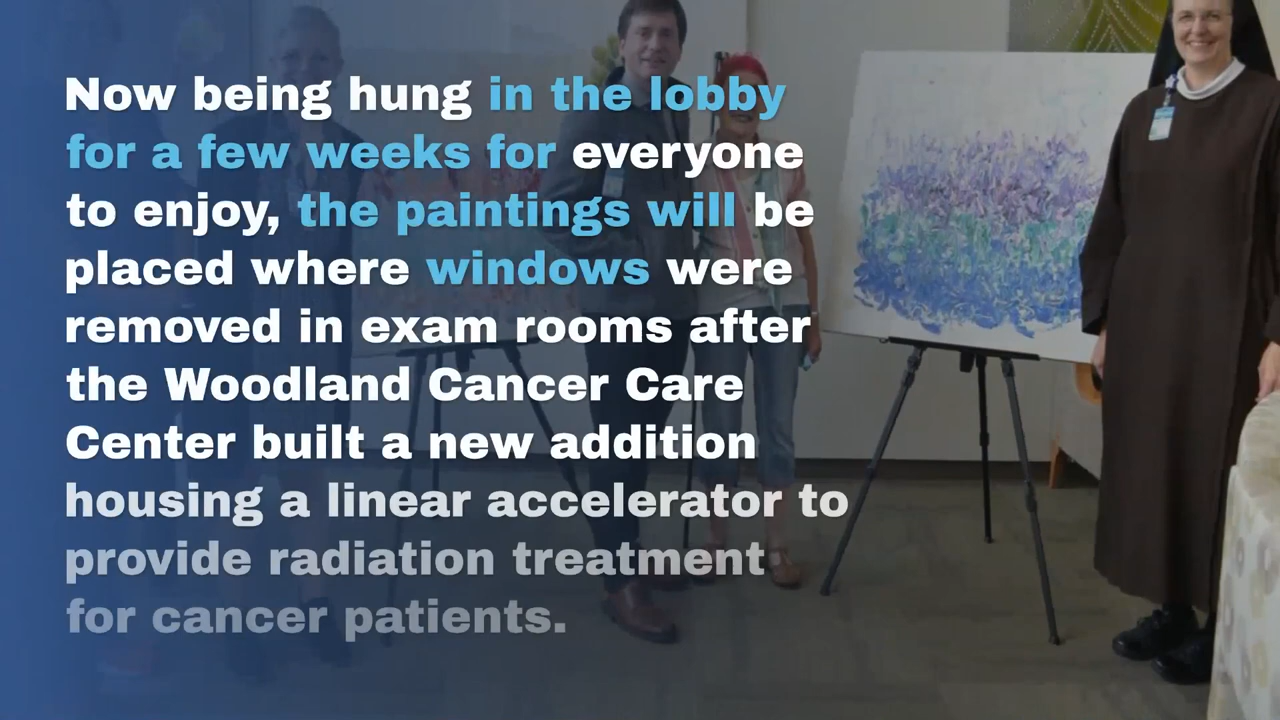 Now being hung in the lobby
for a few weeks for everyone
to enjoy, the paintings will be
placed where windows were
removed in exam rooms after
the Woodland Cancer Care
Center built a new addition
housing a linear accelerator to
provide radiation treatment
for cancer patients.